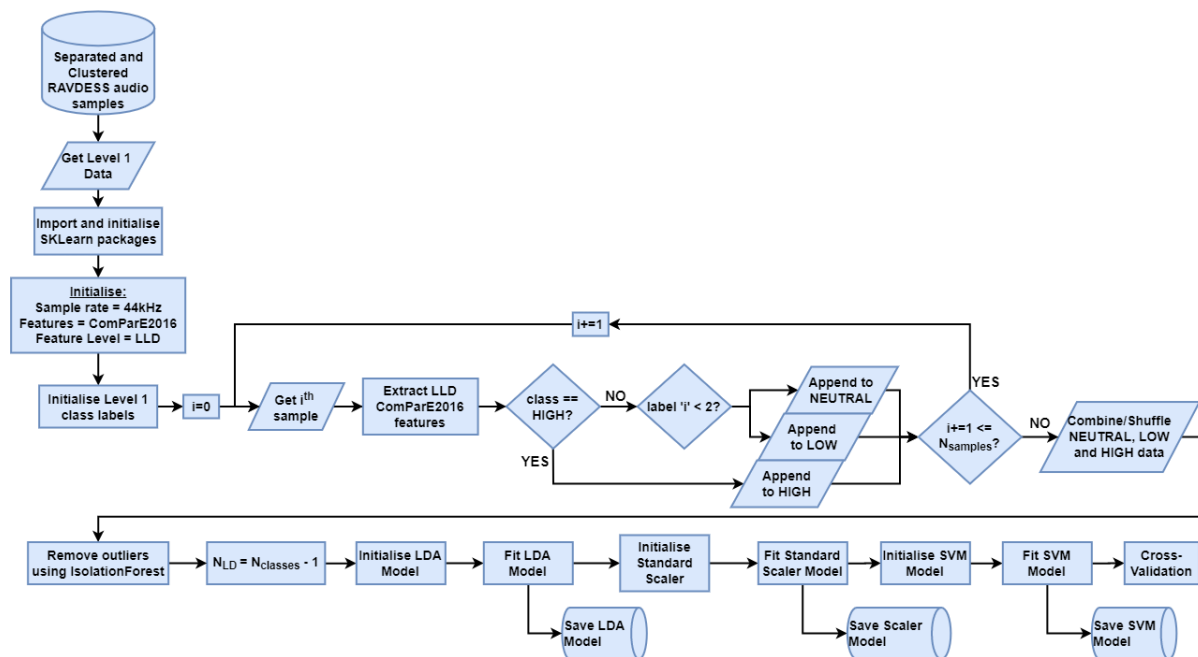 Separated and
Clustered
RAVDESS audio
samples
Get Level 1
Data
Import and initialise
SKLearn packages
Initialise:
Sample rate = 44kHz
Features = ComParE2016
Feature Level = LLD
Initialise Level 1
class labels
i=0
i+=1
Get iᵗʰ
sample
Extract LLD
ComParE2016
features
class ==
HIGH?
NO
YES
label 'i' < 2?
Append to
NEUTRAL
Append
to LOW
Append
to HIGH
YES
i+=1 <=
Nsamples?
NO
Combine/Shuffle
NEUTRAL, LOW
and HIGH data
Remove outliers
using IsolationForest
NLD = Nclasses - 1
Initialise LDA
Model
Fit LDA
Model
Save LDA
Model
Initialise
Standard
Scaler
Fit Standard
Scaler Model
Save Scaler
Model
Initialise SVM
Model
Fit SVM
Model
Save SVM
Model
Cross-
Validation